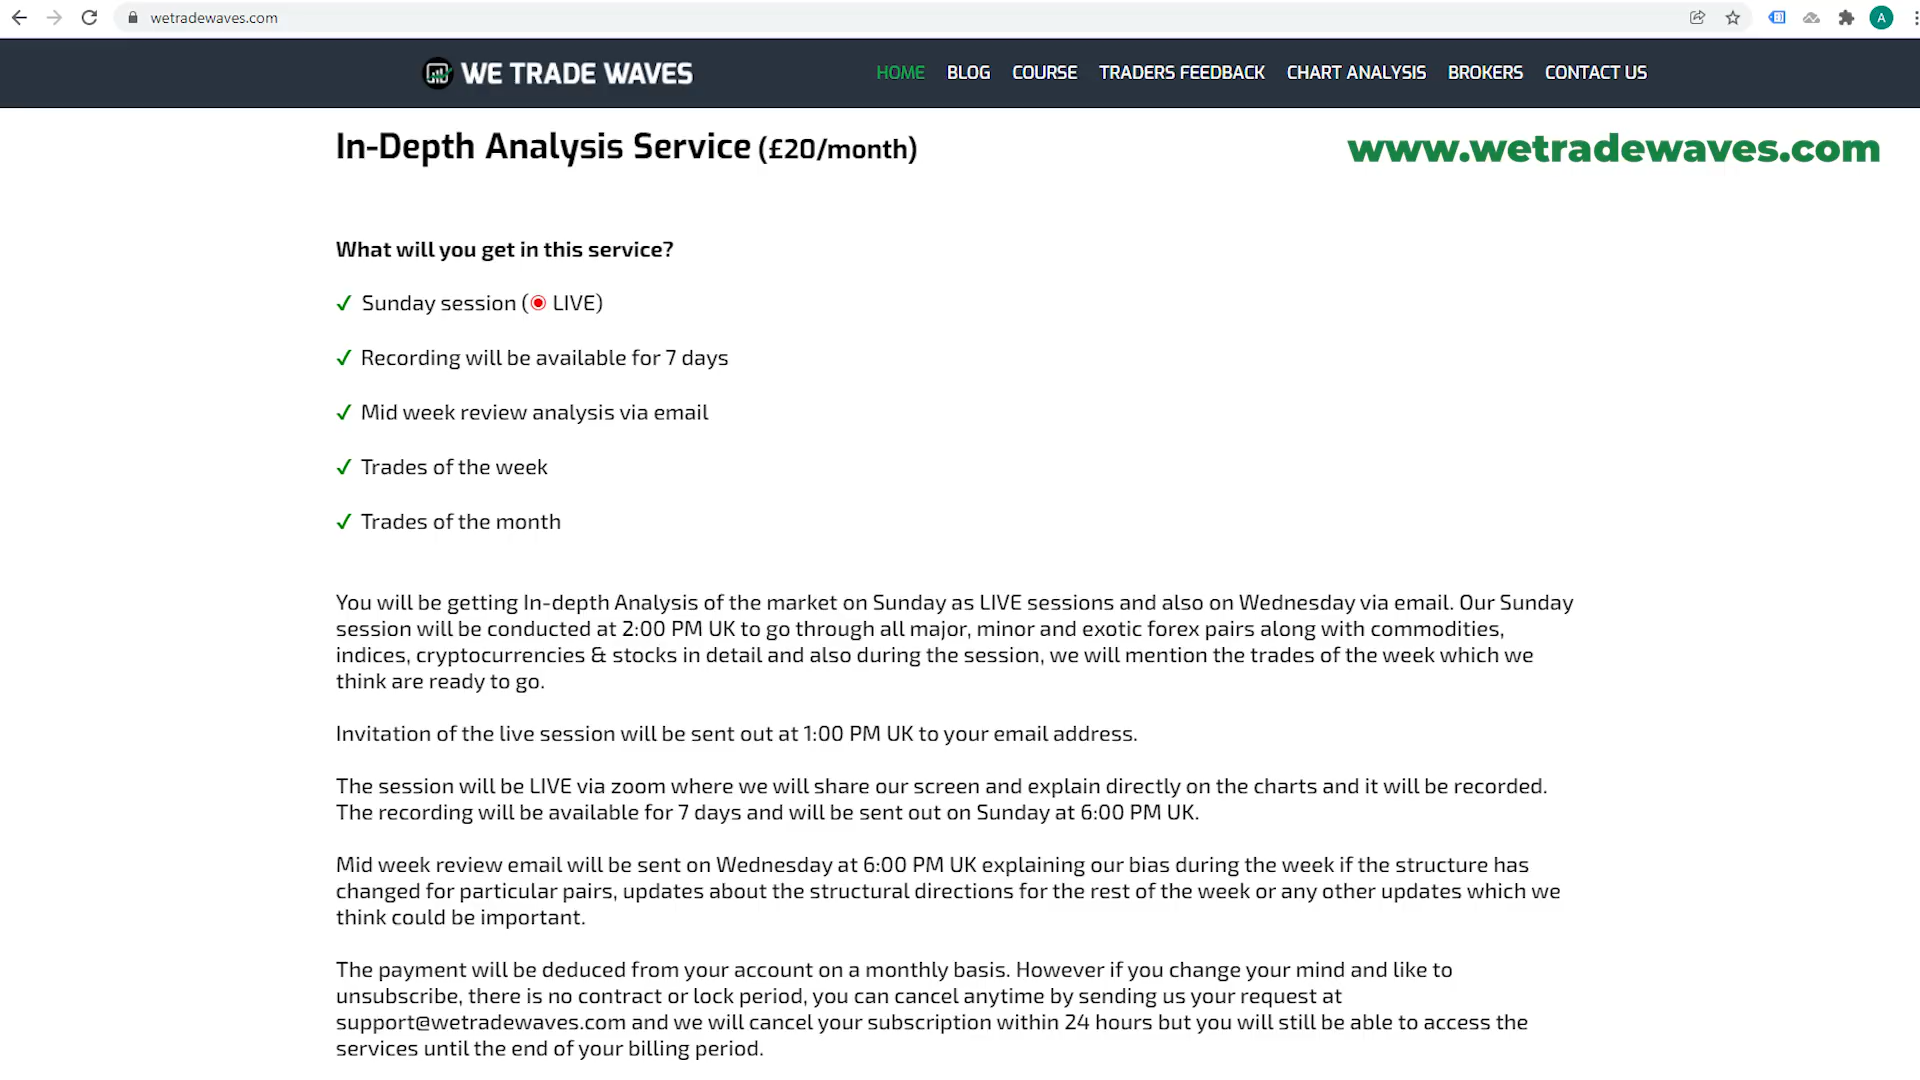 wetradewaves.com
A
WE TRADE WAVES
HOME BLOG COURSE TRADERS FEEDBACK CHART ANALYSIS BROKERS CONTACT US
In-Depth Analysis Service (£20/month)
www.wetradewaves.com
What will you get in this service?
✓ Sunday session (◉ LIVE)
✓ Recording will be available for 7 days
✓ Mid week review analysis via email
✓ Trades of the week
✓ Trades of the month
You will be getting In-depth Analysis of the market on Sunday as LIVE sessions and also on Wednesday via email. Our Sunday
session will be conducted at 2:00 PM UK to go through all major, minor and exotic forex pairs along with commodities,
indices, cryptocurrencies & stocks in detail and also during the session, we will mention the trades of the week which we
think are ready to go.
Invitation of the live session will be sent out at 1:00 PM UK to your email address.
The session will be LIVE via zoom where we will share our screen and explain directly on the charts and it will be recorded.
The recording will be available for 7 days and will be sent out on Sunday at 6:00 PM UK.
Mid week review email will be sent on Wednesday at 6:00 PM UK explaining our bias during the week if the structure has
changed for particular pairs, updates about the structural directions for the rest of the week or any other updates which we
think could be important.
The payment will be deduced from your account on a monthly basis. However if you change your mind and like to
unsubscribe, there is no contract or lock period, you can cancel anytime by sending us your request at
support@wetradewaves.com and we will cancel your subscription within 24 hours but you will still be able to access the
services until the end of your billing period.